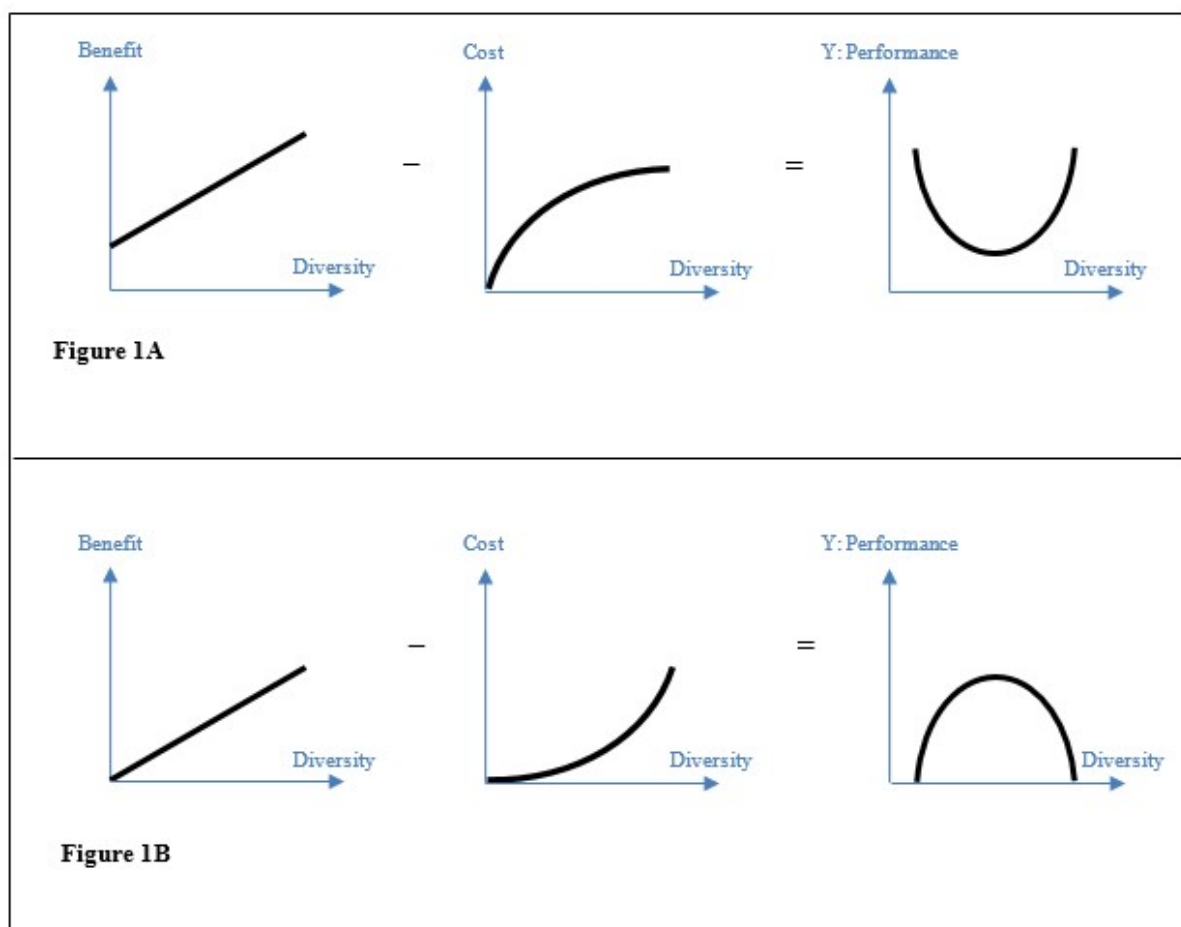 Benefit Cost Y: Performance
– =
Diversity Diversity Diversity
Figure 1A
Benefit Cost Y: Performance
– =
Diversity Diversity Diversity
Figure 1B